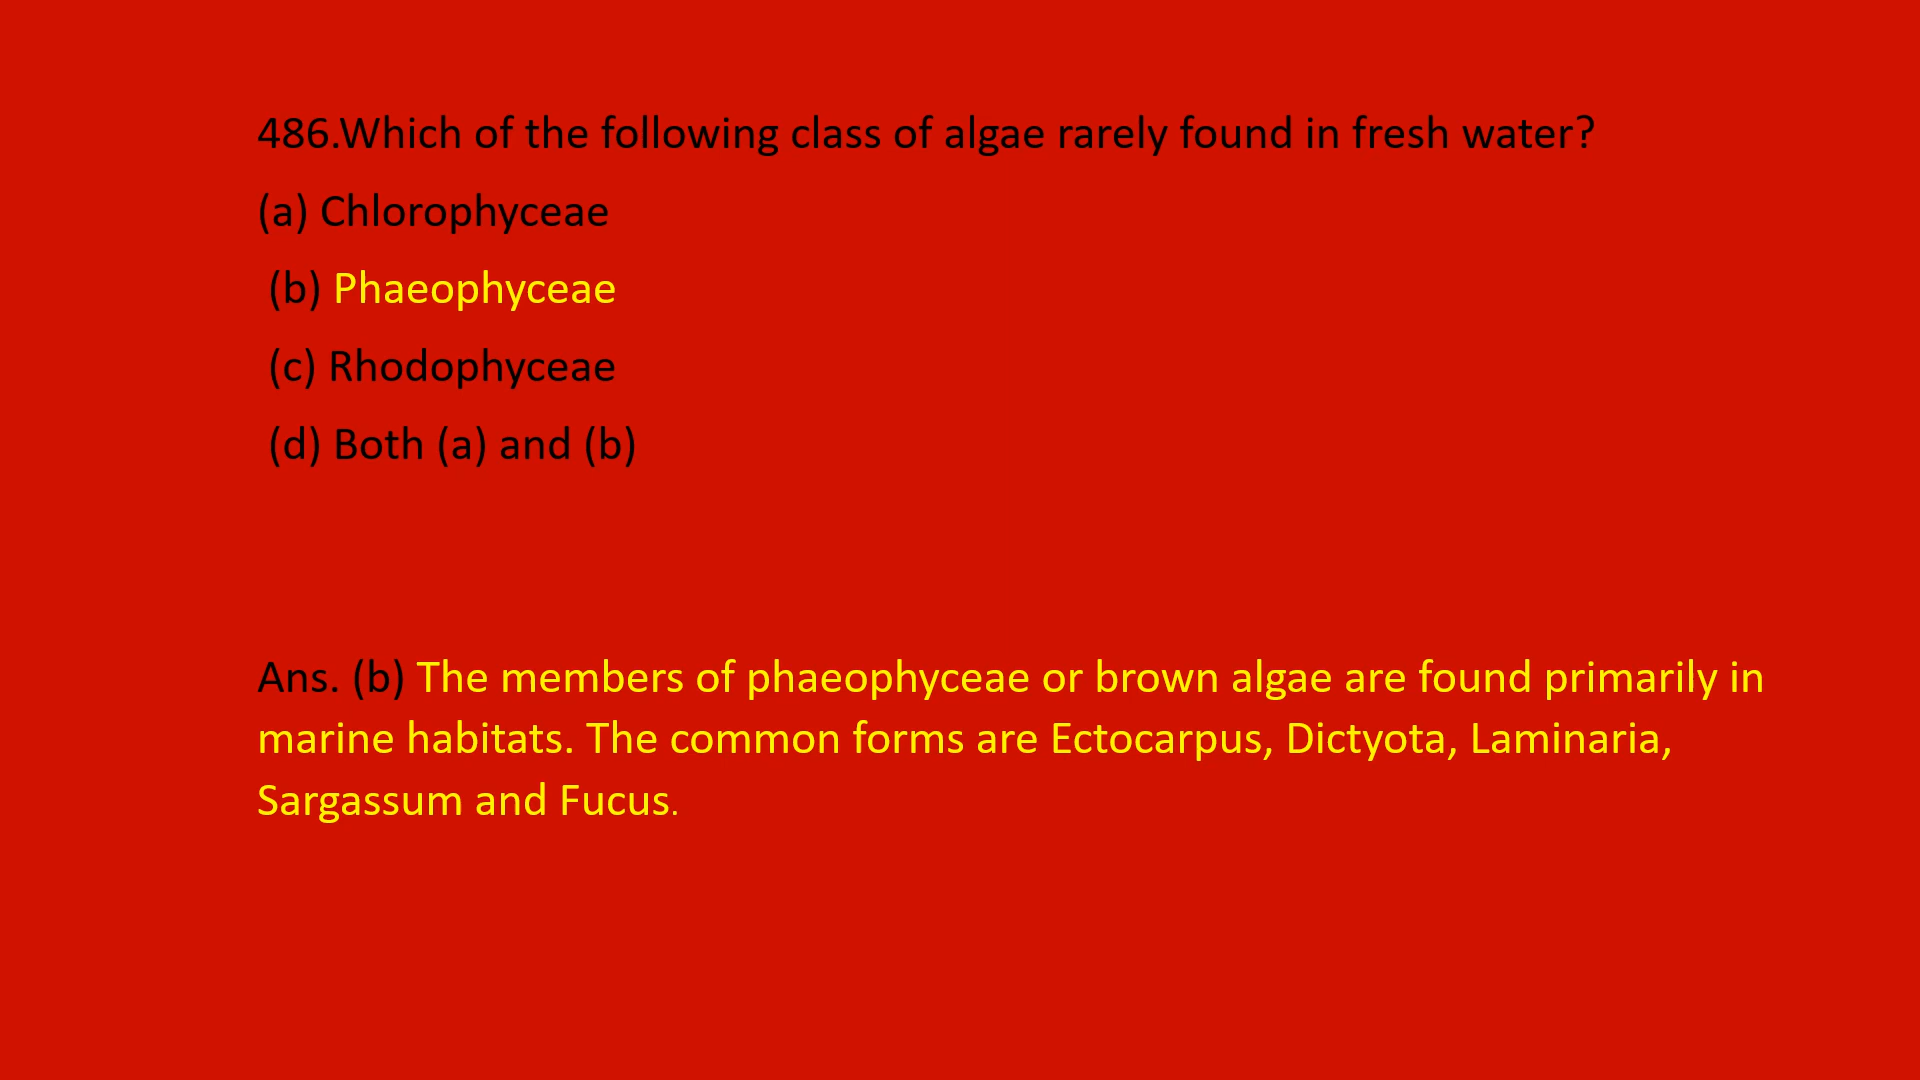 486.Which of the following class of algae rarely found in fresh water?
(a) Chlorophyceae
(b) Phaeophyceae
(c) Rhodophyceae
(d) Both (a) and (b)
Ans. (b) The members of phaeophyceae or brown algae are found primarily in
marine habitats. The common forms are Ectocarpus, Dictyota, Laminaria,
Sargassum and Fucus.